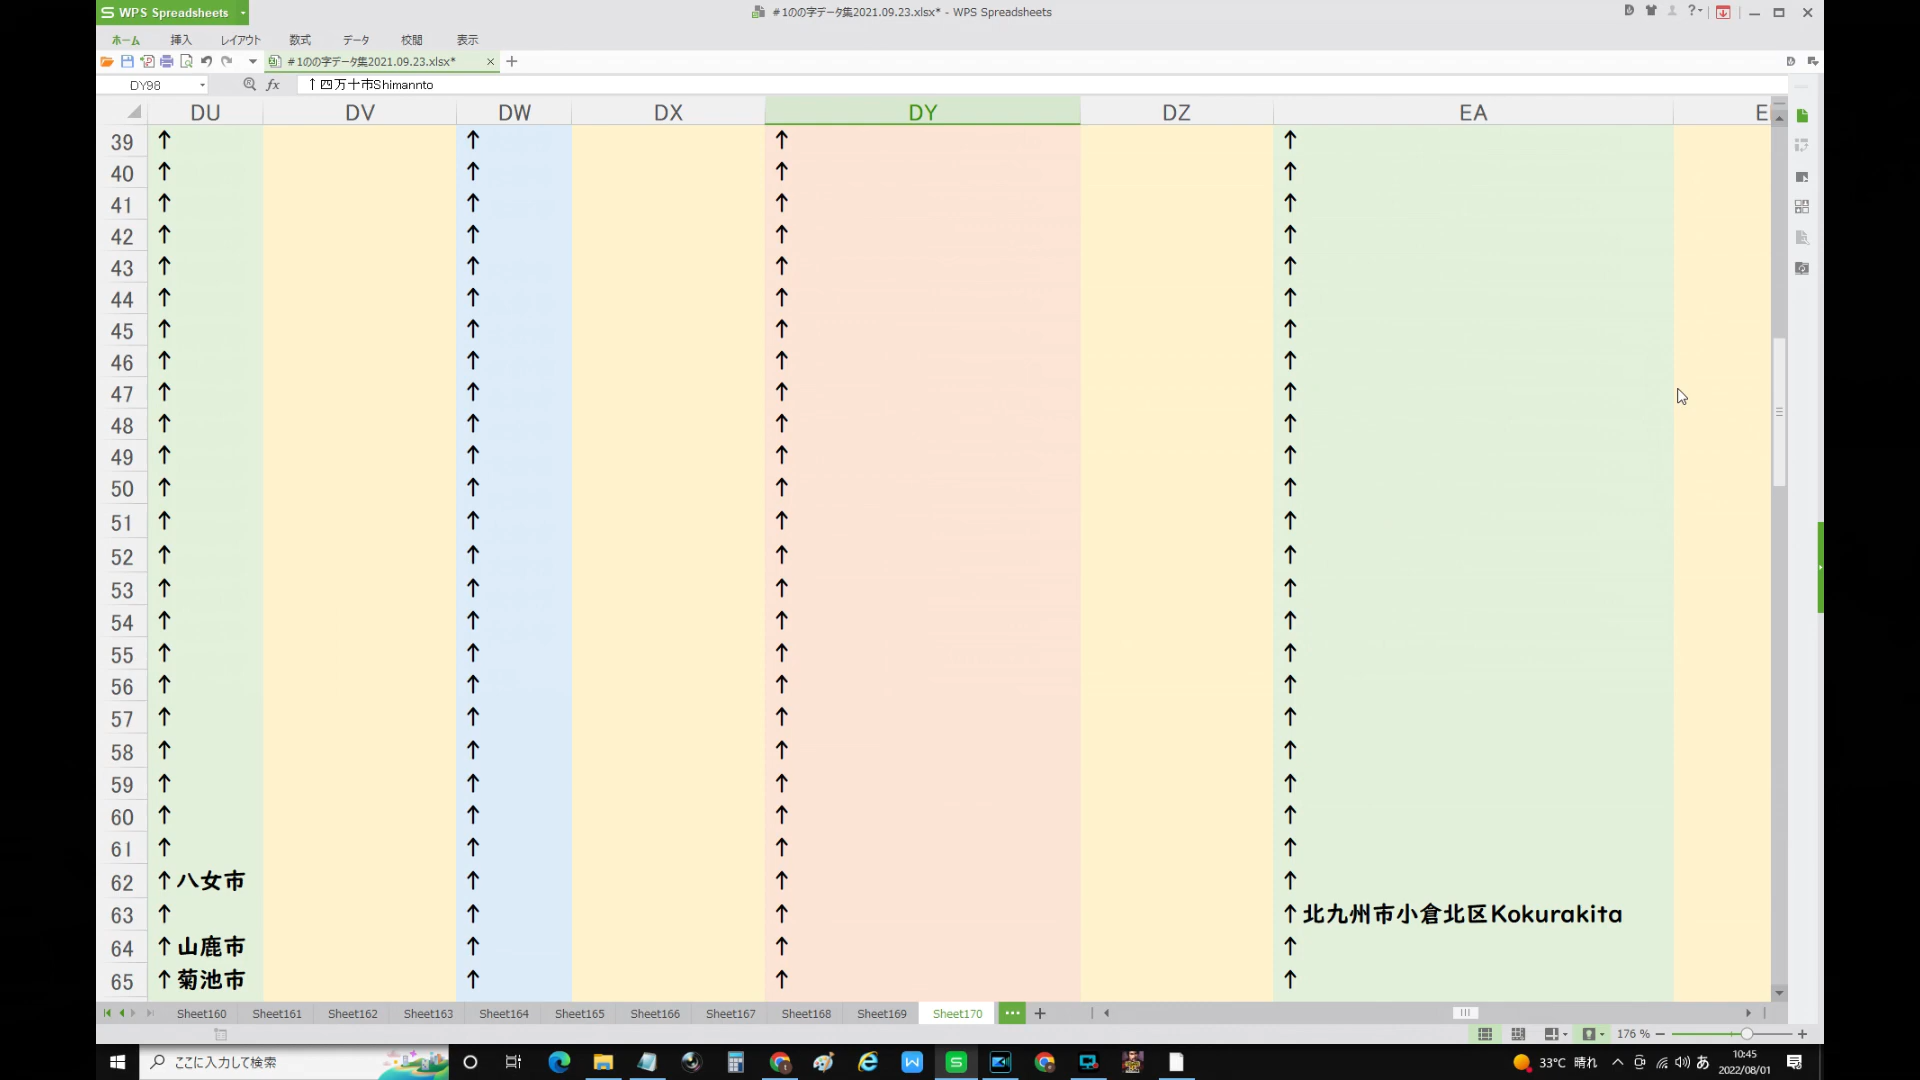 WPS Spreadsheets
#1のの字データ集2021.09.23.xlsx* - WPS Spreadsheets
ホーム 挿入 レイアウト 数式 データ 校閲 表示
#1のの字データ集2021.09.23.xlsx*
DY98 fx ↑四万十市Shimannto
DU DV DW DX DY DZ EA E
39 ↑ ↑ ↑ ↑
40 ↑ ↑ ↑ ↑
41 ↑ ↑ ↑ ↑
42 ↑ ↑ ↑ ↑
43 ↑ ↑ ↑ ↑
44 ↑ ↑ ↑ ↑
45 ↑ ↑ ↑ ↑
46 ↑ ↑ ↑ ↑
47 ↑ ↑ ↑ ↑
48 ↑ ↑ ↑ ↑
49 ↑ ↑ ↑ ↑
50 ↑ ↑ ↑ ↑
51 ↑ ↑ ↑ ↑
52 ↑ ↑ ↑ ↑
53 ↑ ↑ ↑ ↑
54 ↑ ↑ ↑ ↑
55 ↑ ↑ ↑ ↑
56 ↑ ↑ ↑ ↑
57 ↑ ↑ ↑ ↑
58 ↑ ↑ ↑ ↑
59 ↑ ↑ ↑ ↑
60 ↑ ↑ ↑ ↑
61 ↑ ↑ ↑ ↑
62 ↑八女市 ↑ ↑ ↑
63 ↑ ↑ ↑ ↑北九州市小倉北区Kokurakita
64 ↑山鹿市 ↑ ↑ ↑
65 ↑菊池市 ↑ ↑ ↑
Sheet160 Sheet161 Sheet162 Sheet163 Sheet164 Sheet165 Sheet166 Sheet167 Sheet168 Sheet169 Sheet170 ••• +
176 %
ここに入力して検索
33°C 晴れ あ 10:45
2022/08/01